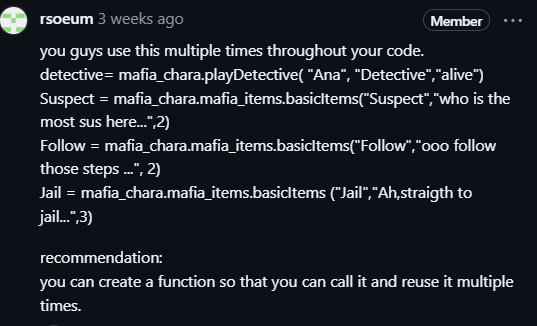 rsoeum 3 weeks ago
Member
you guys use this multiple times throughout your code.
detective= mafia_chara.playDetective( "Ana", "Detective","alive")
Suspect = mafia_chara.mafia_items.basicItems("Suspect","who is the
most sus here...",2)
Follow = mafia_chara.mafia_items.basicItems("Follow","ooo follow
those steps ...", 2)
Jail = mafia_chara.mafia_items.basicItems ("Jail","Ah,straigth to
jail...",3)
recommendation:
you can create a function so that you can call it and reuse it multiple
times.